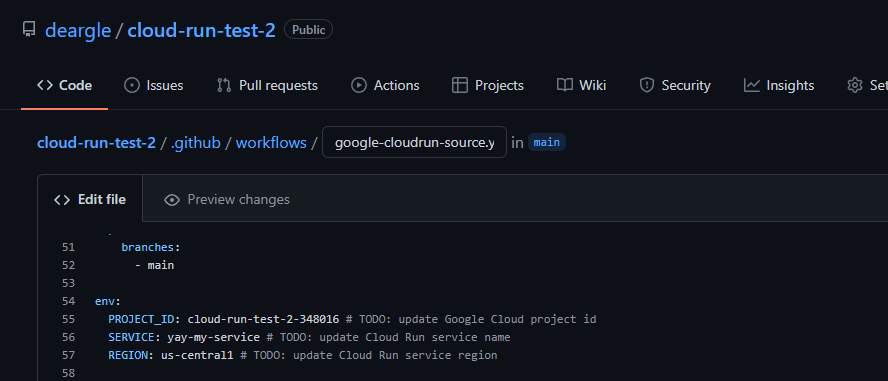 deargle / cloud-run-test-2 Public
<> Code Issues Pull requests Actions Projects Wiki Security Insights Set
cloud-run-test-2 / .github / workflows / google-cloudrun-source.y in main
<> Edit file Preview changes
51 branches:
52 - main
53
54 env:
55 PROJECT_ID: cloud-run-test-2-348016 # TODO: update Google Cloud project id
56 SERVICE: yay-my-service # TODO: update Cloud Run service name
57 REGION: us-central1 # TODO: update Cloud Run service region
58